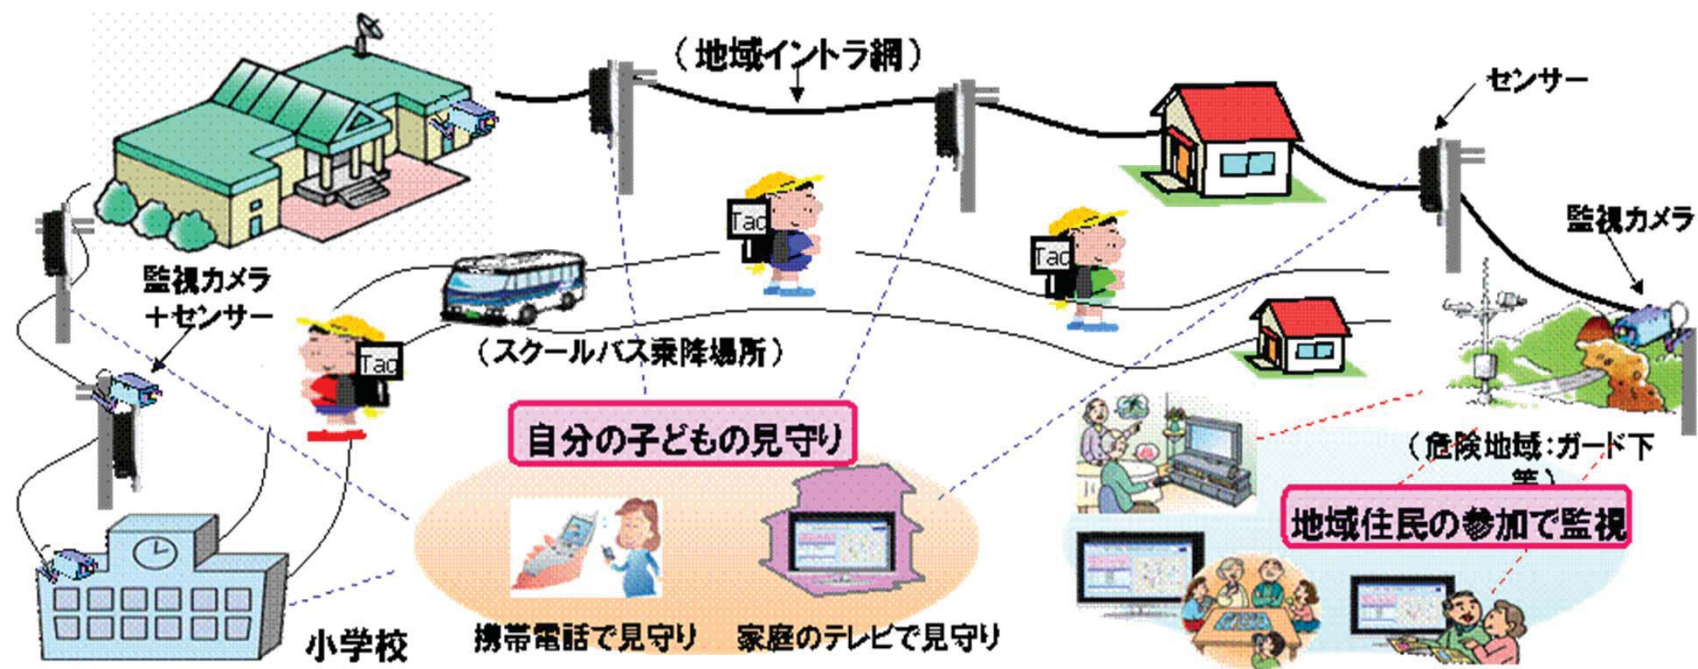 （地域イントラ網）
センサー
監視カメラ
Tag
Tag
監視カメラ
＋センサー
Tag
（スクールバス乗降場所）
自分の子どもの見守り
（危険地域：ガード下
等）
地域住民の参加で監視
小学校
携帯電話で見守り
家庭のテレビで見守り